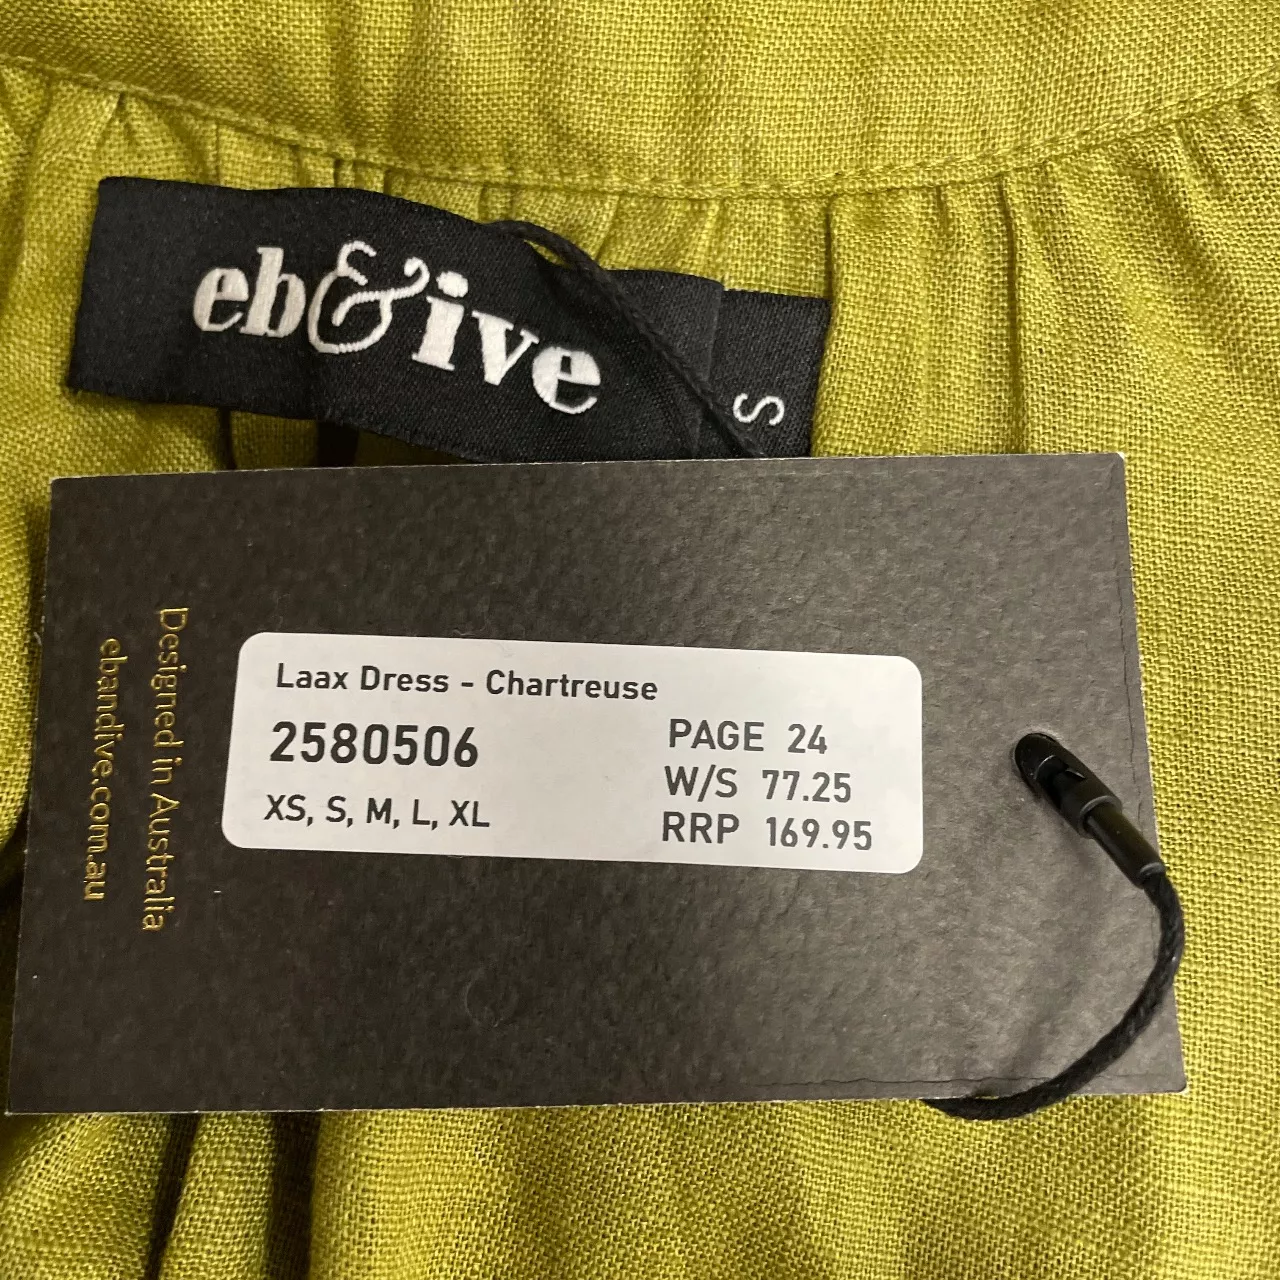 eb&ive
S
Laax Dress - Chartreuse
2580506
XS, S, M, L, XL
PAGE 24
W/S 77.25
RRP 169.95
Designed in Australia
ebandive.com.au